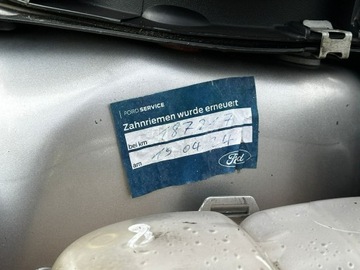 FORD SERVICE
Zahnriemen wurde erneuert
bei km
am 19 04 24
Ford